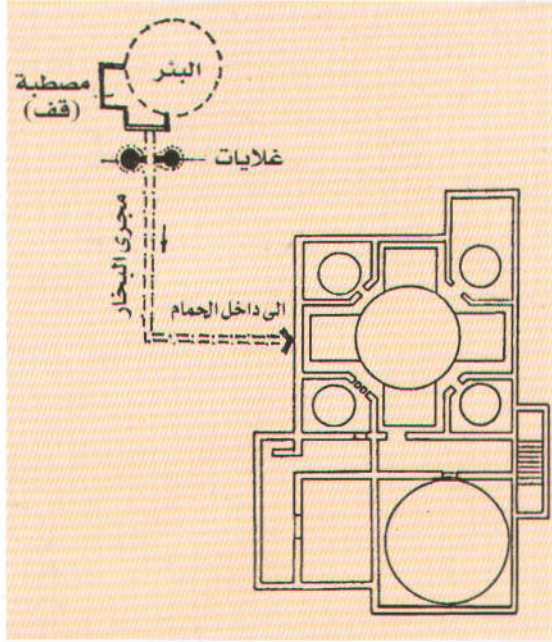 البئر
مصطبة
(قف)
غلايات
مجرى البخار
الى داخل الحمام